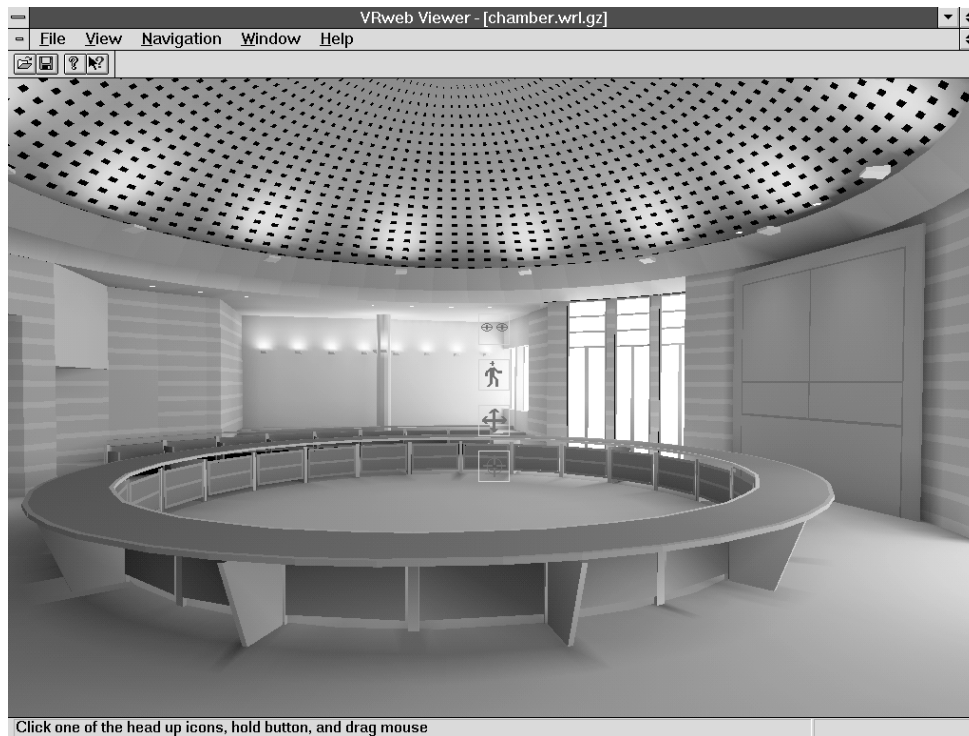 VRweb Viewer - [chamber.wrl.gz]
File View Navigation Window Help
Click one of the head up icons, hold button, and drag mouse